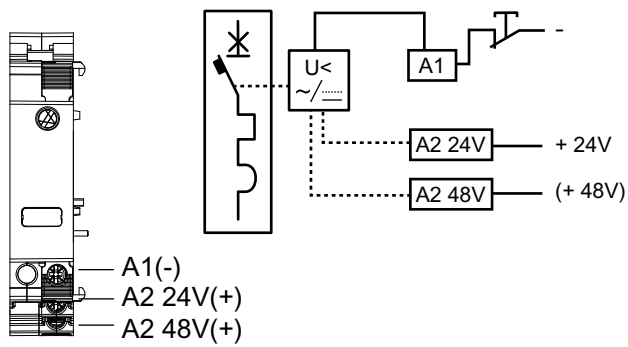 U<
~/⎓
A1
-
A2 24V
+ 24V
A2 48V
(+ 48V)
A1(-)
A2 24V(+)
A2 48V(+)